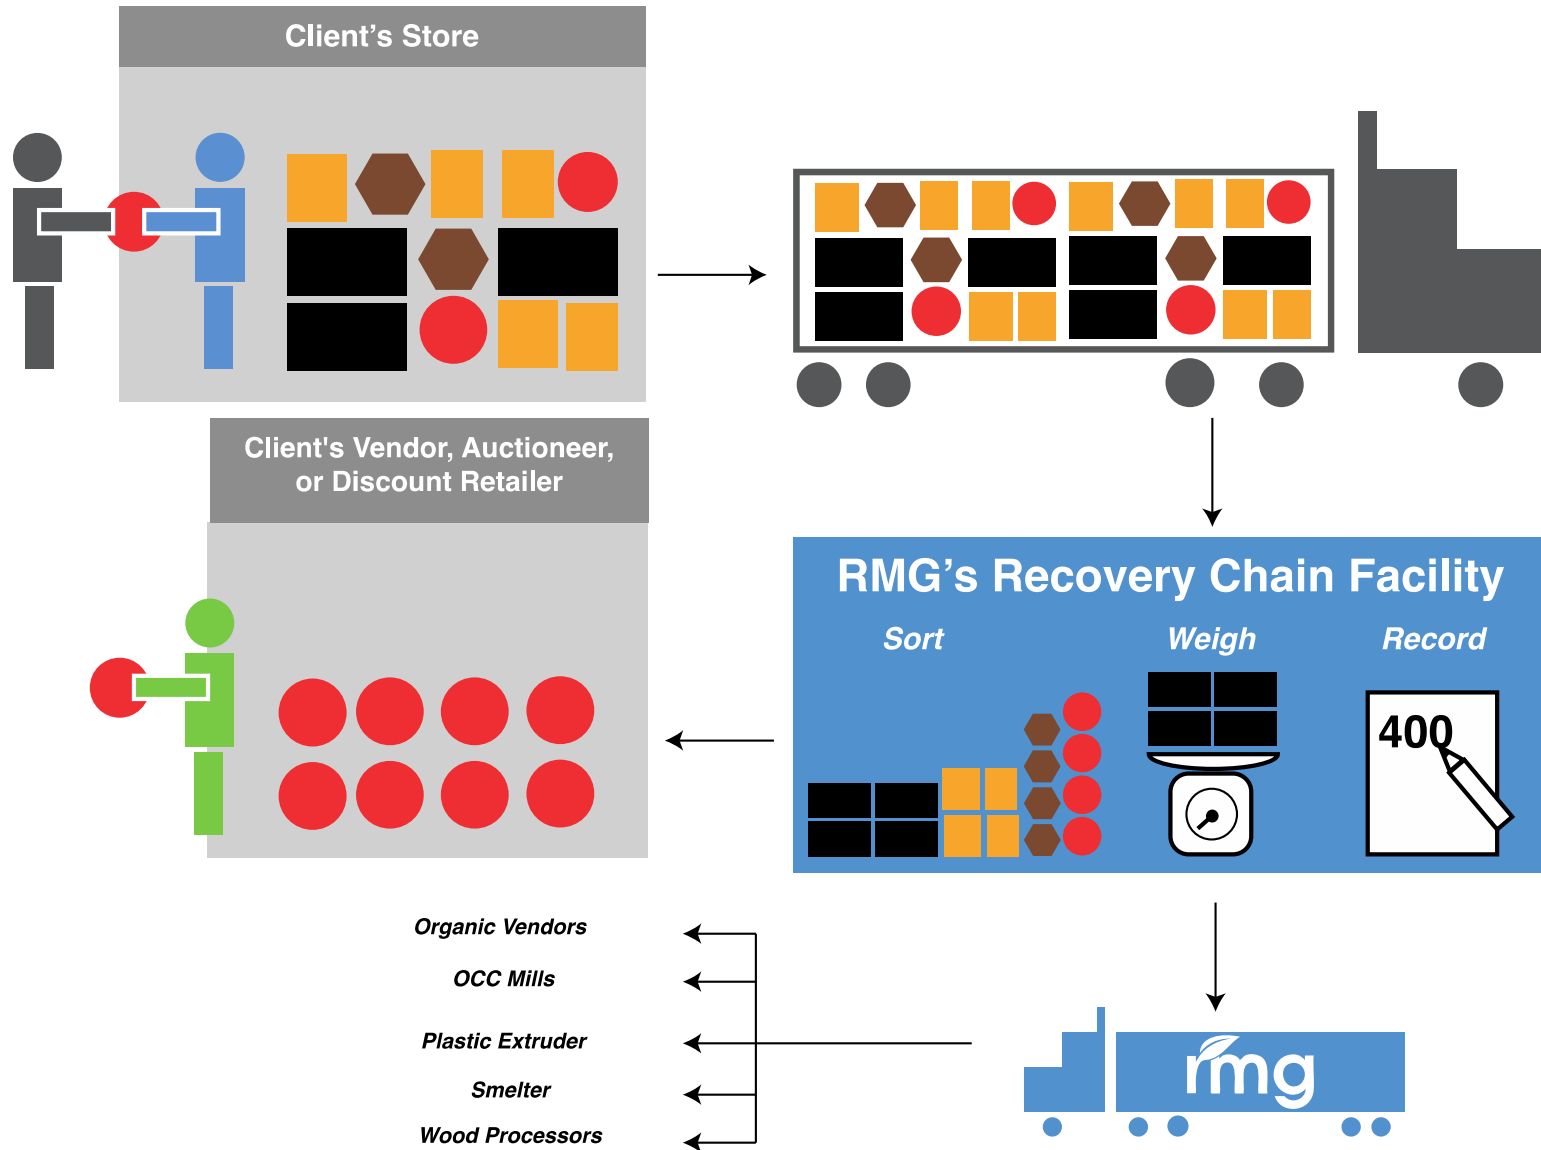 Client’s Store
Client's Vendor, Auctioneer,
or Discount Retailer
RMG’s Recovery Chain Facility
Sort
Weigh
Record
400
Organic Vendors
OCC Mills
Plastic Extruder
Smelter
Wood Processors
rmg